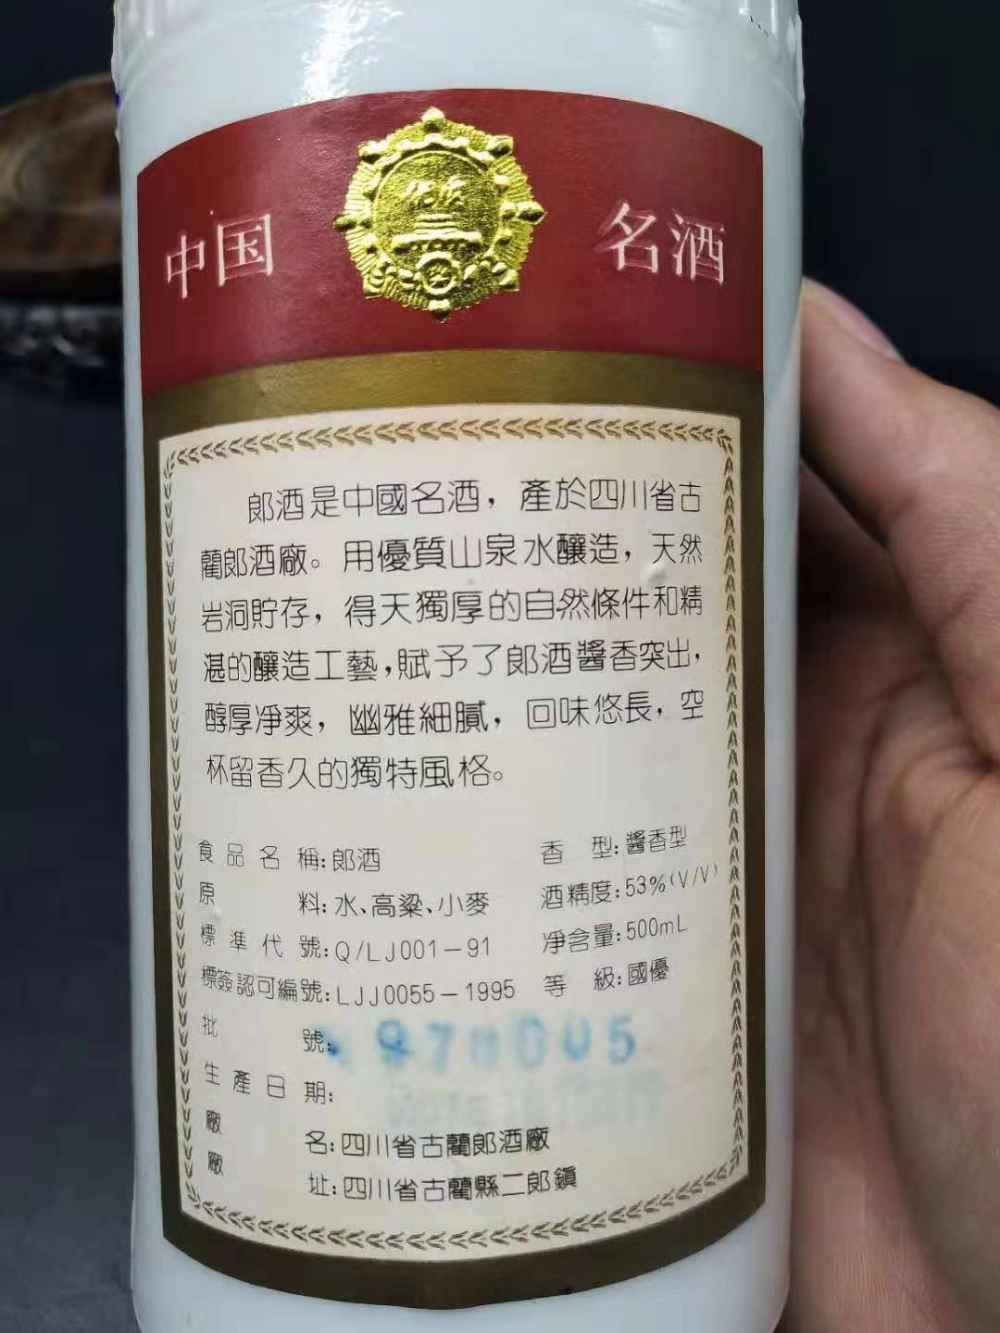 中国 名酒
郎酒是中國名酒，產於四川省古
藺郎酒廠。用優質山泉水釀造，天然
岩洞貯存，得天獨厚的自然條件和精
湛的釀造工藝，賦予了郎酒醬香突出，
醇厚净爽，幽雅細膩，回味悠長，空
杯留香久的獨特風格。
食品名稱：郎酒 香型：醬香型
原料：水、高粱、小麥 酒精度：53%(V/V)
標準代號：Q/LJ001－91 净含量：500mL
標簽認可編號：LJJ0055－1995 等級：國優
批號：
生產日期：
廠名：四川省古藺郎酒廠
廠址：四川省古藺縣二郎鎮